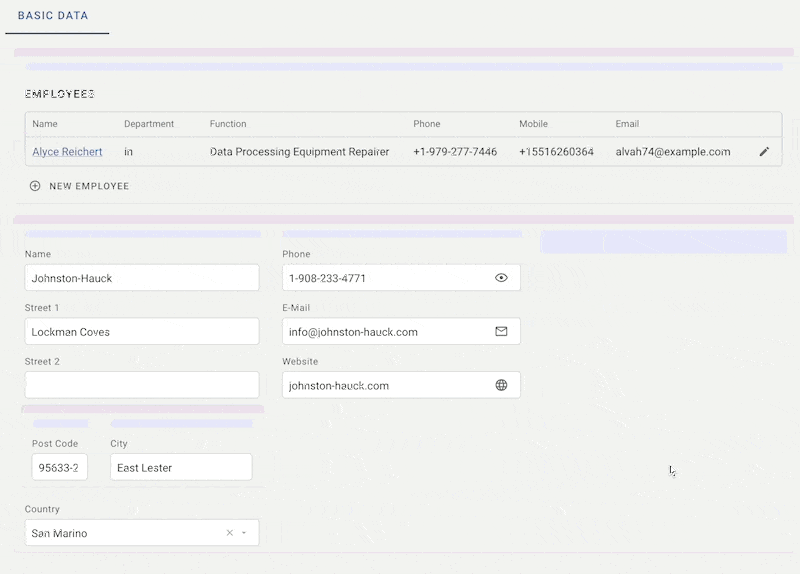 BASIC DATA
EMPLOYEES
Name Department Function Phone Mobile Email
Alyce Reichert in Data Processing Equipment Repairer +1-979-277-7446 +15516260364 alvah74@example.com
NEW EMPLOYEE
Name
Johnston-Hauck
Street 1
Lockman Coves
Street 2
Post Code City
95633-2 East Lester
Country
San Marino
Phone
1-908-233-4771
E-Mail
info@johnston-hauck.com
Website
johnston-hauck.com